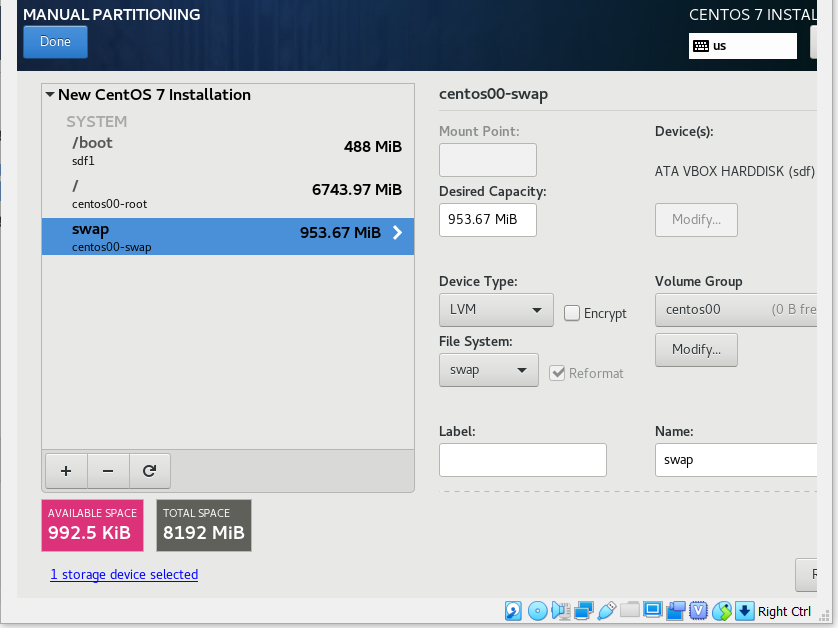 MANUAL PARTITIONING
CENTOS 7 INSTAL
Done
us
New CentOS 7 Installation
SYSTEM
/boot
488 MiB
sdf1
/
6743.97 MiB
centos00-root
swap
953.67 MiB
centos00-swap
centos00-swap
Mount Point:
Device(s):
ATA VBOX HARDDISK (sdf)
Desired Capacity:
953.67 MiB
Modify...
Device Type:
Volume Group
LVM
Encrypt
centos00
(0 B fre
File System:
Modify...
swap
Reformat
Label:
Name:
swap
+
−
AVAILABLE SPACE
992.5 KiB
TOTAL SPACE
8192 MiB
1 storage device selected
R
Right Ctrl